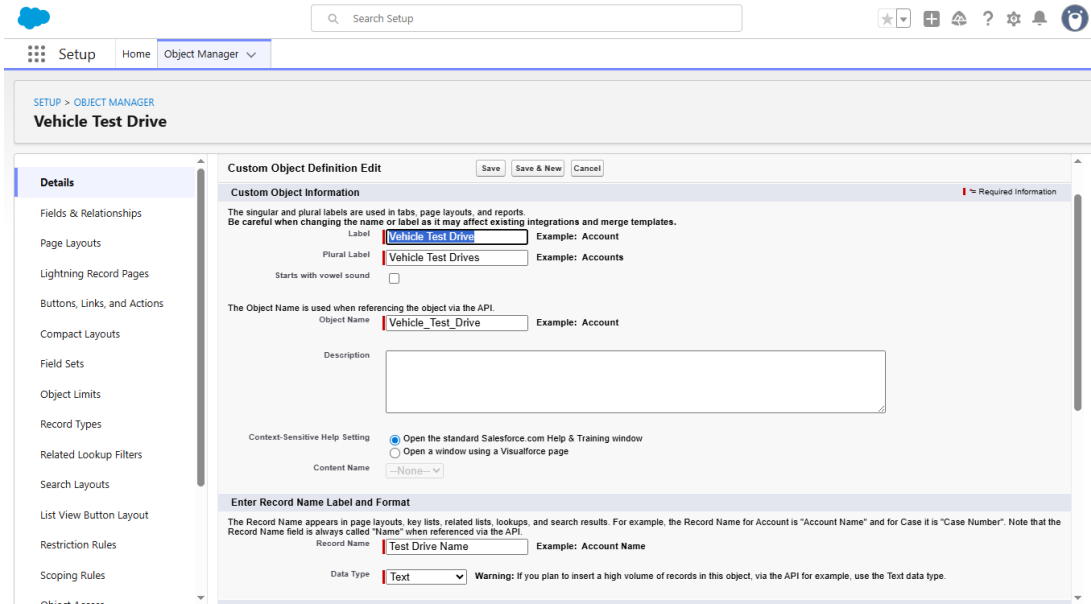 Search Setup
Setup
Home
Object Manager
SETUP > OBJECT MANAGER
Vehicle Test Drive
Details
Fields & Relationships
Page Layouts
Lightning Record Pages
Buttons, Links, and Actions
Compact Layouts
Field Sets
Object Limits
Record Types
Related Lookup Filters
Search Layouts
List View Button Layout
Restriction Rules
Scoping Rules
Object Access
Custom Object Definition Edit
Save
Save & New
Cancel
Custom Object Information
= Required Information
The singular and plural labels are used in tabs, page layouts, and reports.
Be careful when changing the name or label as it may affect existing integrations and merge templates.
Label Vehicle Test Drive Example: Account
Plural Label Vehicle Test Drives Example: Accounts
Starts with vowel sound
The Object Name is used when referencing the object via the API.
Object Name Vehicle_Test_Drive Example: Account
Description
Context-Sensitive Help Setting Open the standard Salesforce.com Help & Training window
Open a window using a Visualforce page
Content Name --None--
Enter Record Name Label and Format
The Record Name appears in page layouts, key lists, related lists, lookups, and search results. For example, the Record Name for Account is "Account Name" and for Case it is "Case Number". Note that the
Record Name field is always called "Name" when referenced via the API.
Record Name Test Drive Name Example: Account Name
Data Type Text Warning: If you plan to insert a high volume of records in this object, via the API for example, use the Text data type.